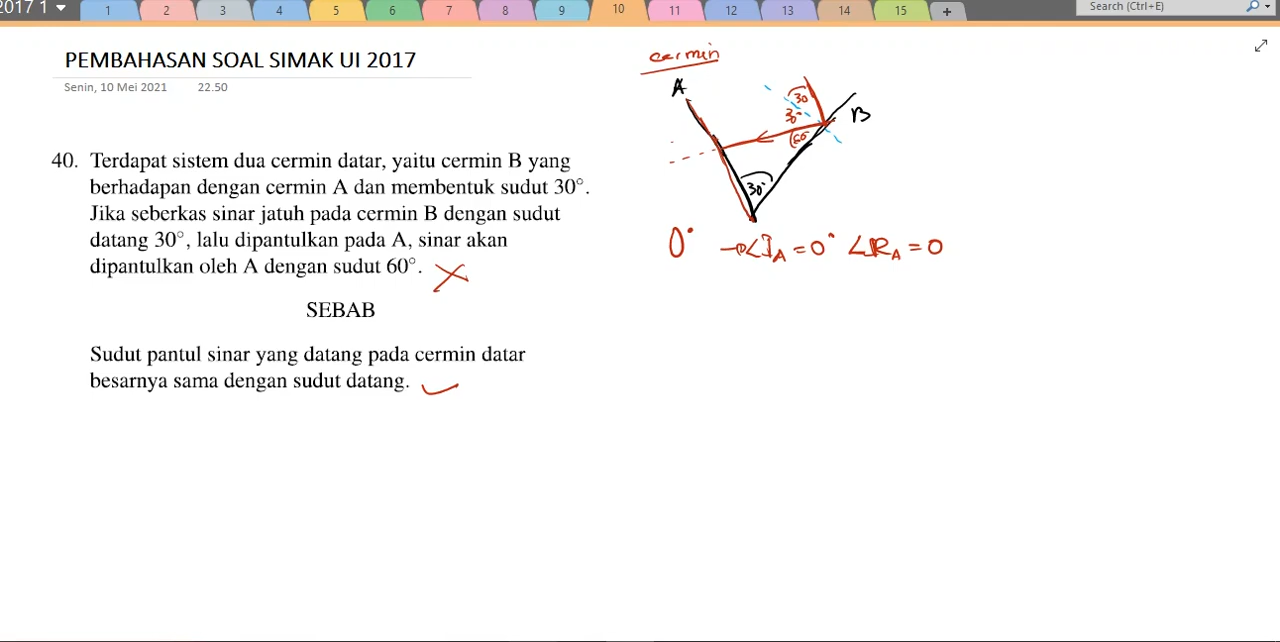 2017 1
1 2 3 4 5 6 7 8 9 10 11 12 13 14 15 +
Search (Ctrl+E)
PEMBAHASAN SOAL SIMAK UI 2017
Senin, 10 Mei 2021 22.50
40. Terdapat sistem dua cermin datar, yaitu cermin B yang
berhadapan dengan cermin A dan membentuk sudut 30°.
Jika seberkas sinar jatuh pada cermin B dengan sudut
datang 30°, lalu dipantulkan pada A, sinar akan
dipantulkan oleh A dengan sudut 60°.
SEBAB
Sudut pantul sinar yang datang pada cermin datar
besarnya sama dengan sudut datang.
cermin
A
30
B
30°
60
30°
0° →∠IA = 0° ∠RA = 0